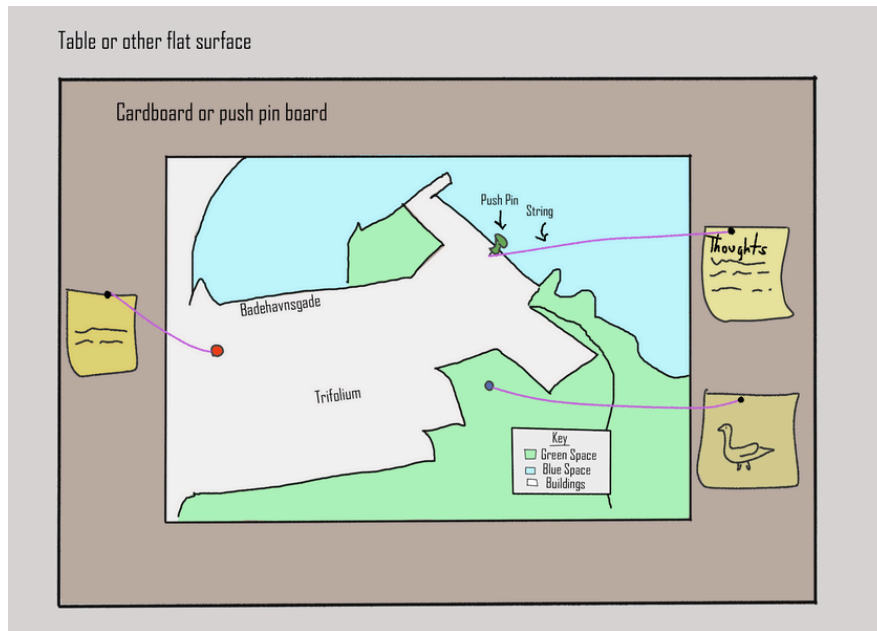 Table or other flat surface
Cardboard or push pin board
Push Pin
String
Thoughts
Badehavnsgade
Trifolium
Key
Green Space
Blue Space
Buildings